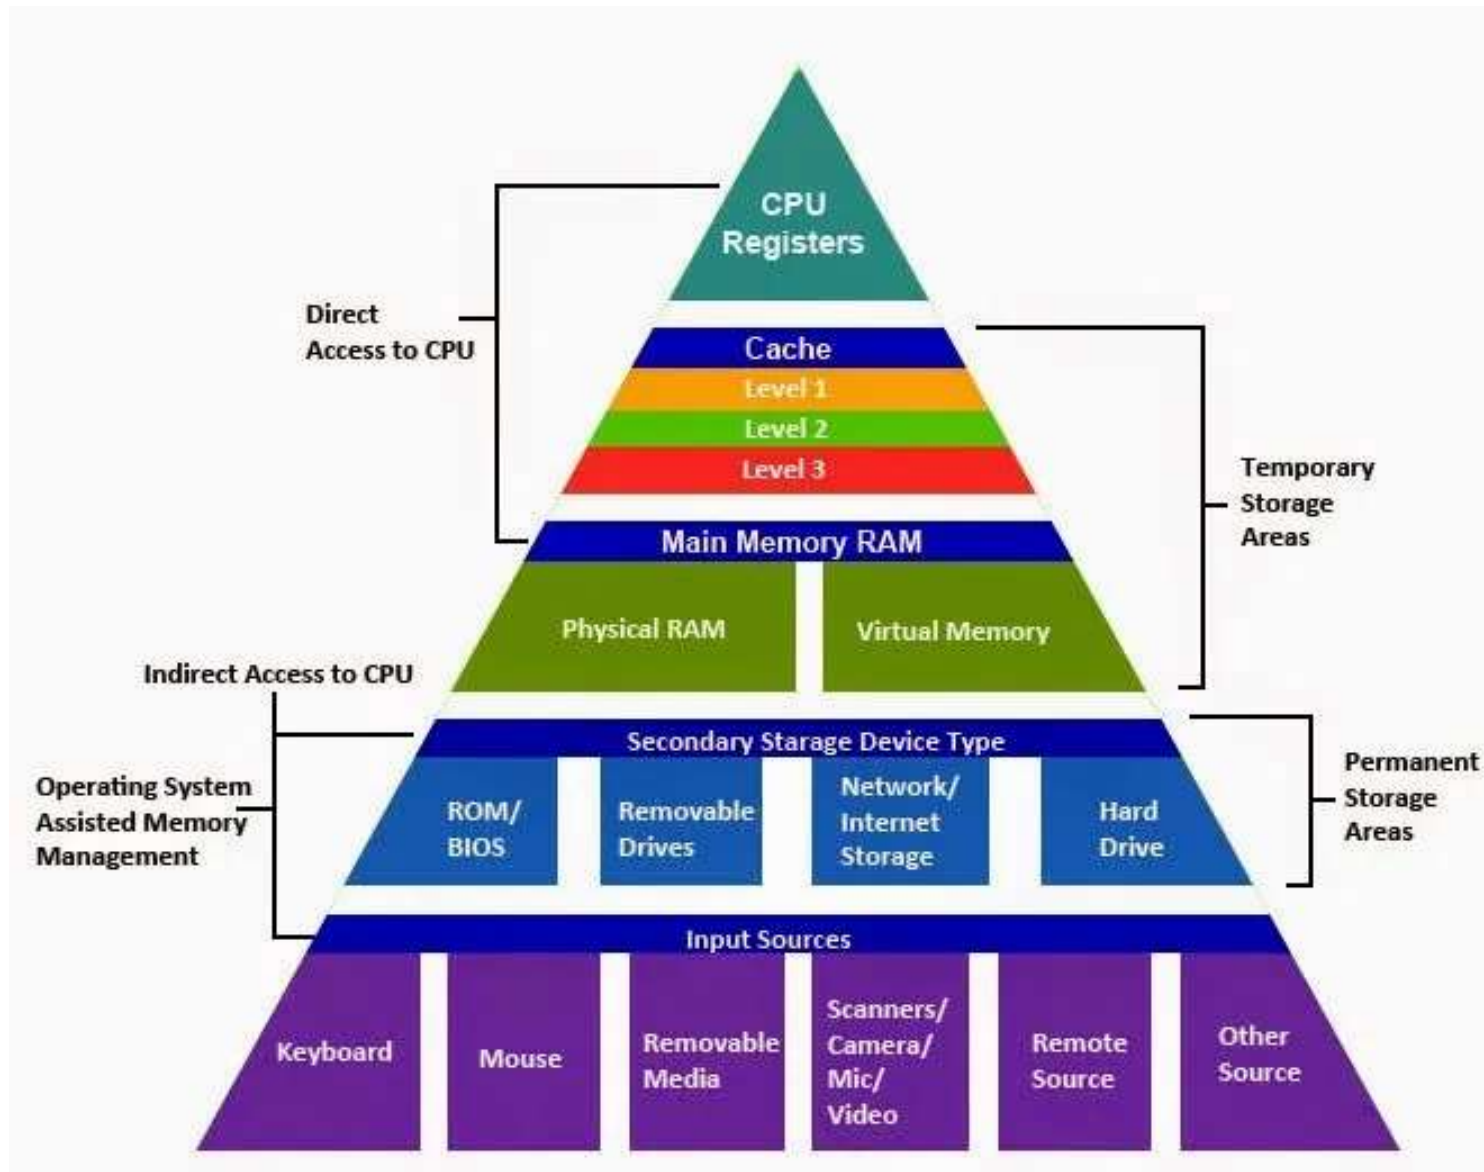 CPU
Registers
Direct
Access to CPU
Cache
Level 1
Level 2
Level 3
Temporary
Storage
Areas
Main Memory RAM
Physical RAM
Virtual Memory
Indirect Access to CPU
Secondary Starage Device Type
Operating System
Assisted Memory
Management
ROM/
BIOS
Removable
Drives
Network/
Internet
Storage
Hard
Drive
Permanent
Storage
Areas
Input Sources
Keyboard
Mouse
Removable
Media
Scanners/
Camera/
Mic/
Video
Remote
Source
Other
Source